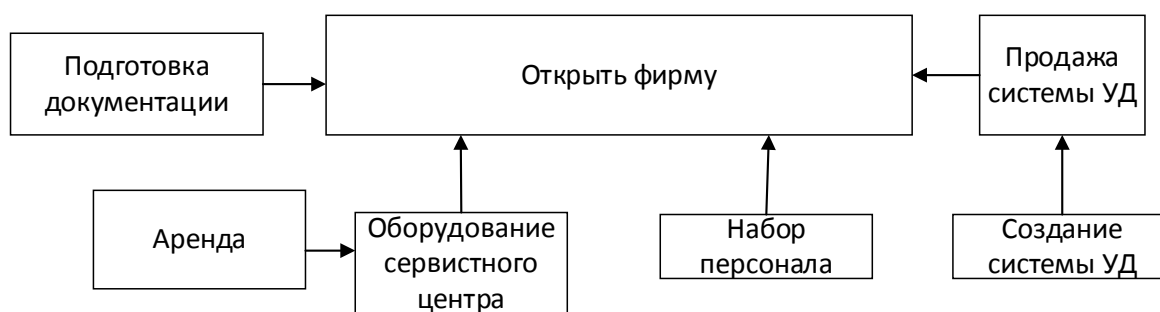 Подготовка
документации
Открыть фирму
Продажа
системы УД
Аренда
Оборудование
сервистного
центра
Набор
персонала
Создание
системы УД